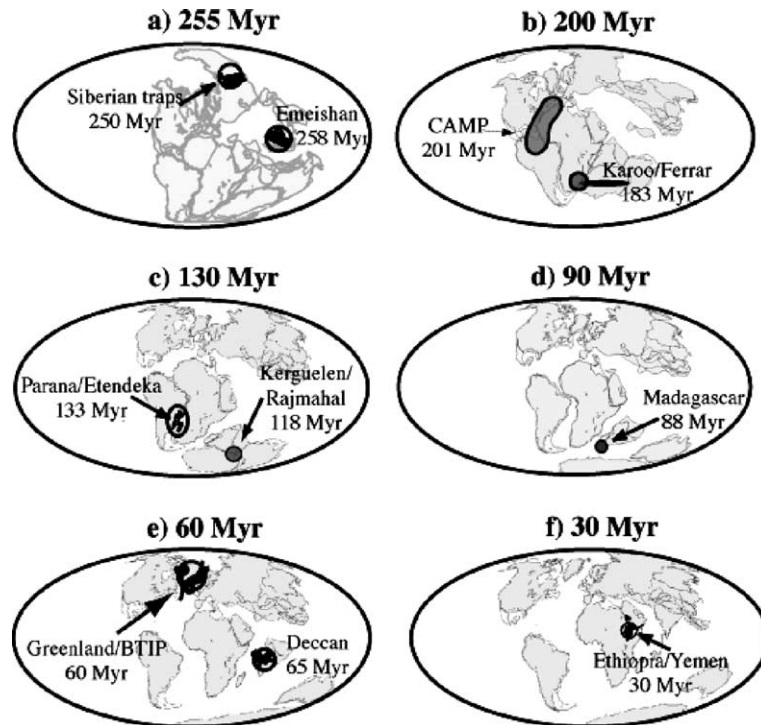 a) 255 Myr
Siberian traps
250 Myr
Emeishan
258 Myr
b) 200 Myr
CAMP
201 Myr
Karoo/Ferrar
183 Myr
c) 130 Myr
Parana/Etendeka
133 Myr
Kerguelen/
Rajmahal
118 Myr
d) 90 Myr
Madagascar
88 Myr
e) 60 Myr
Greenland/BTIP
60 Myr
Deccan
65 Myr
f) 30 Myr
Ethiopra/Yemen
30 Myr